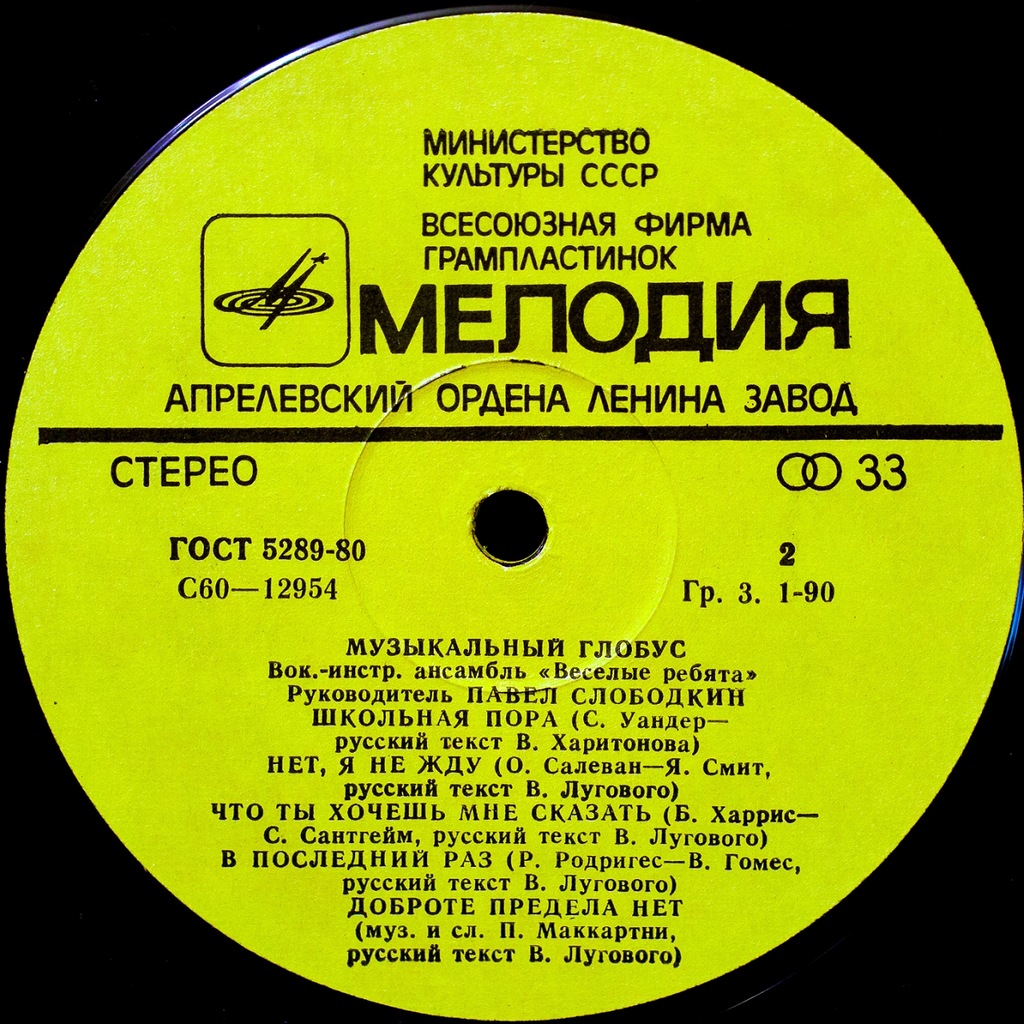 МИНИСТЕРСТВО
КУЛЬТУРЫ СССР
ВСЕСОЮЗНАЯ ФИРМА
ГРАМПЛАСТИНОК
МЕЛОДИЯ
АПРЕЛЕВСКИЙ ОРДЕНА ЛЕНИНА ЗАВОД
СТЕРЕО 33
ГОСТ 5289-80 2
С60—12954 Гр. 3. 1-90
МУЗЫКАЛЬНЫЙ ГЛОБУС
Вок.-инстр. ансамбль «Веселые ребята»
Руководитель ПАВЕЛ СЛОБОДКИН
ШКОЛЬНАЯ ПОРА (С. Уандер—
русский текст В. Харитонова)
НЕТ, Я НЕ ЖДУ (О. Салеван—Я. Смит,
русский текст В. Лугового)
ЧТО ТЫ ХОЧЕШЬ МНЕ СКАЗАТЬ (Б. Харрис—
С. Сантгейм, русский текст В. Лугового)
В ПОСЛЕДНИЙ РАЗ (Р. Родригес—В. Гомес,
русский текст В. Лугового)
ДОБРОТЕ ПРЕДЕЛА НЕТ
(муз. и сл. П. Маккартни,
русский текст В. Лугового)